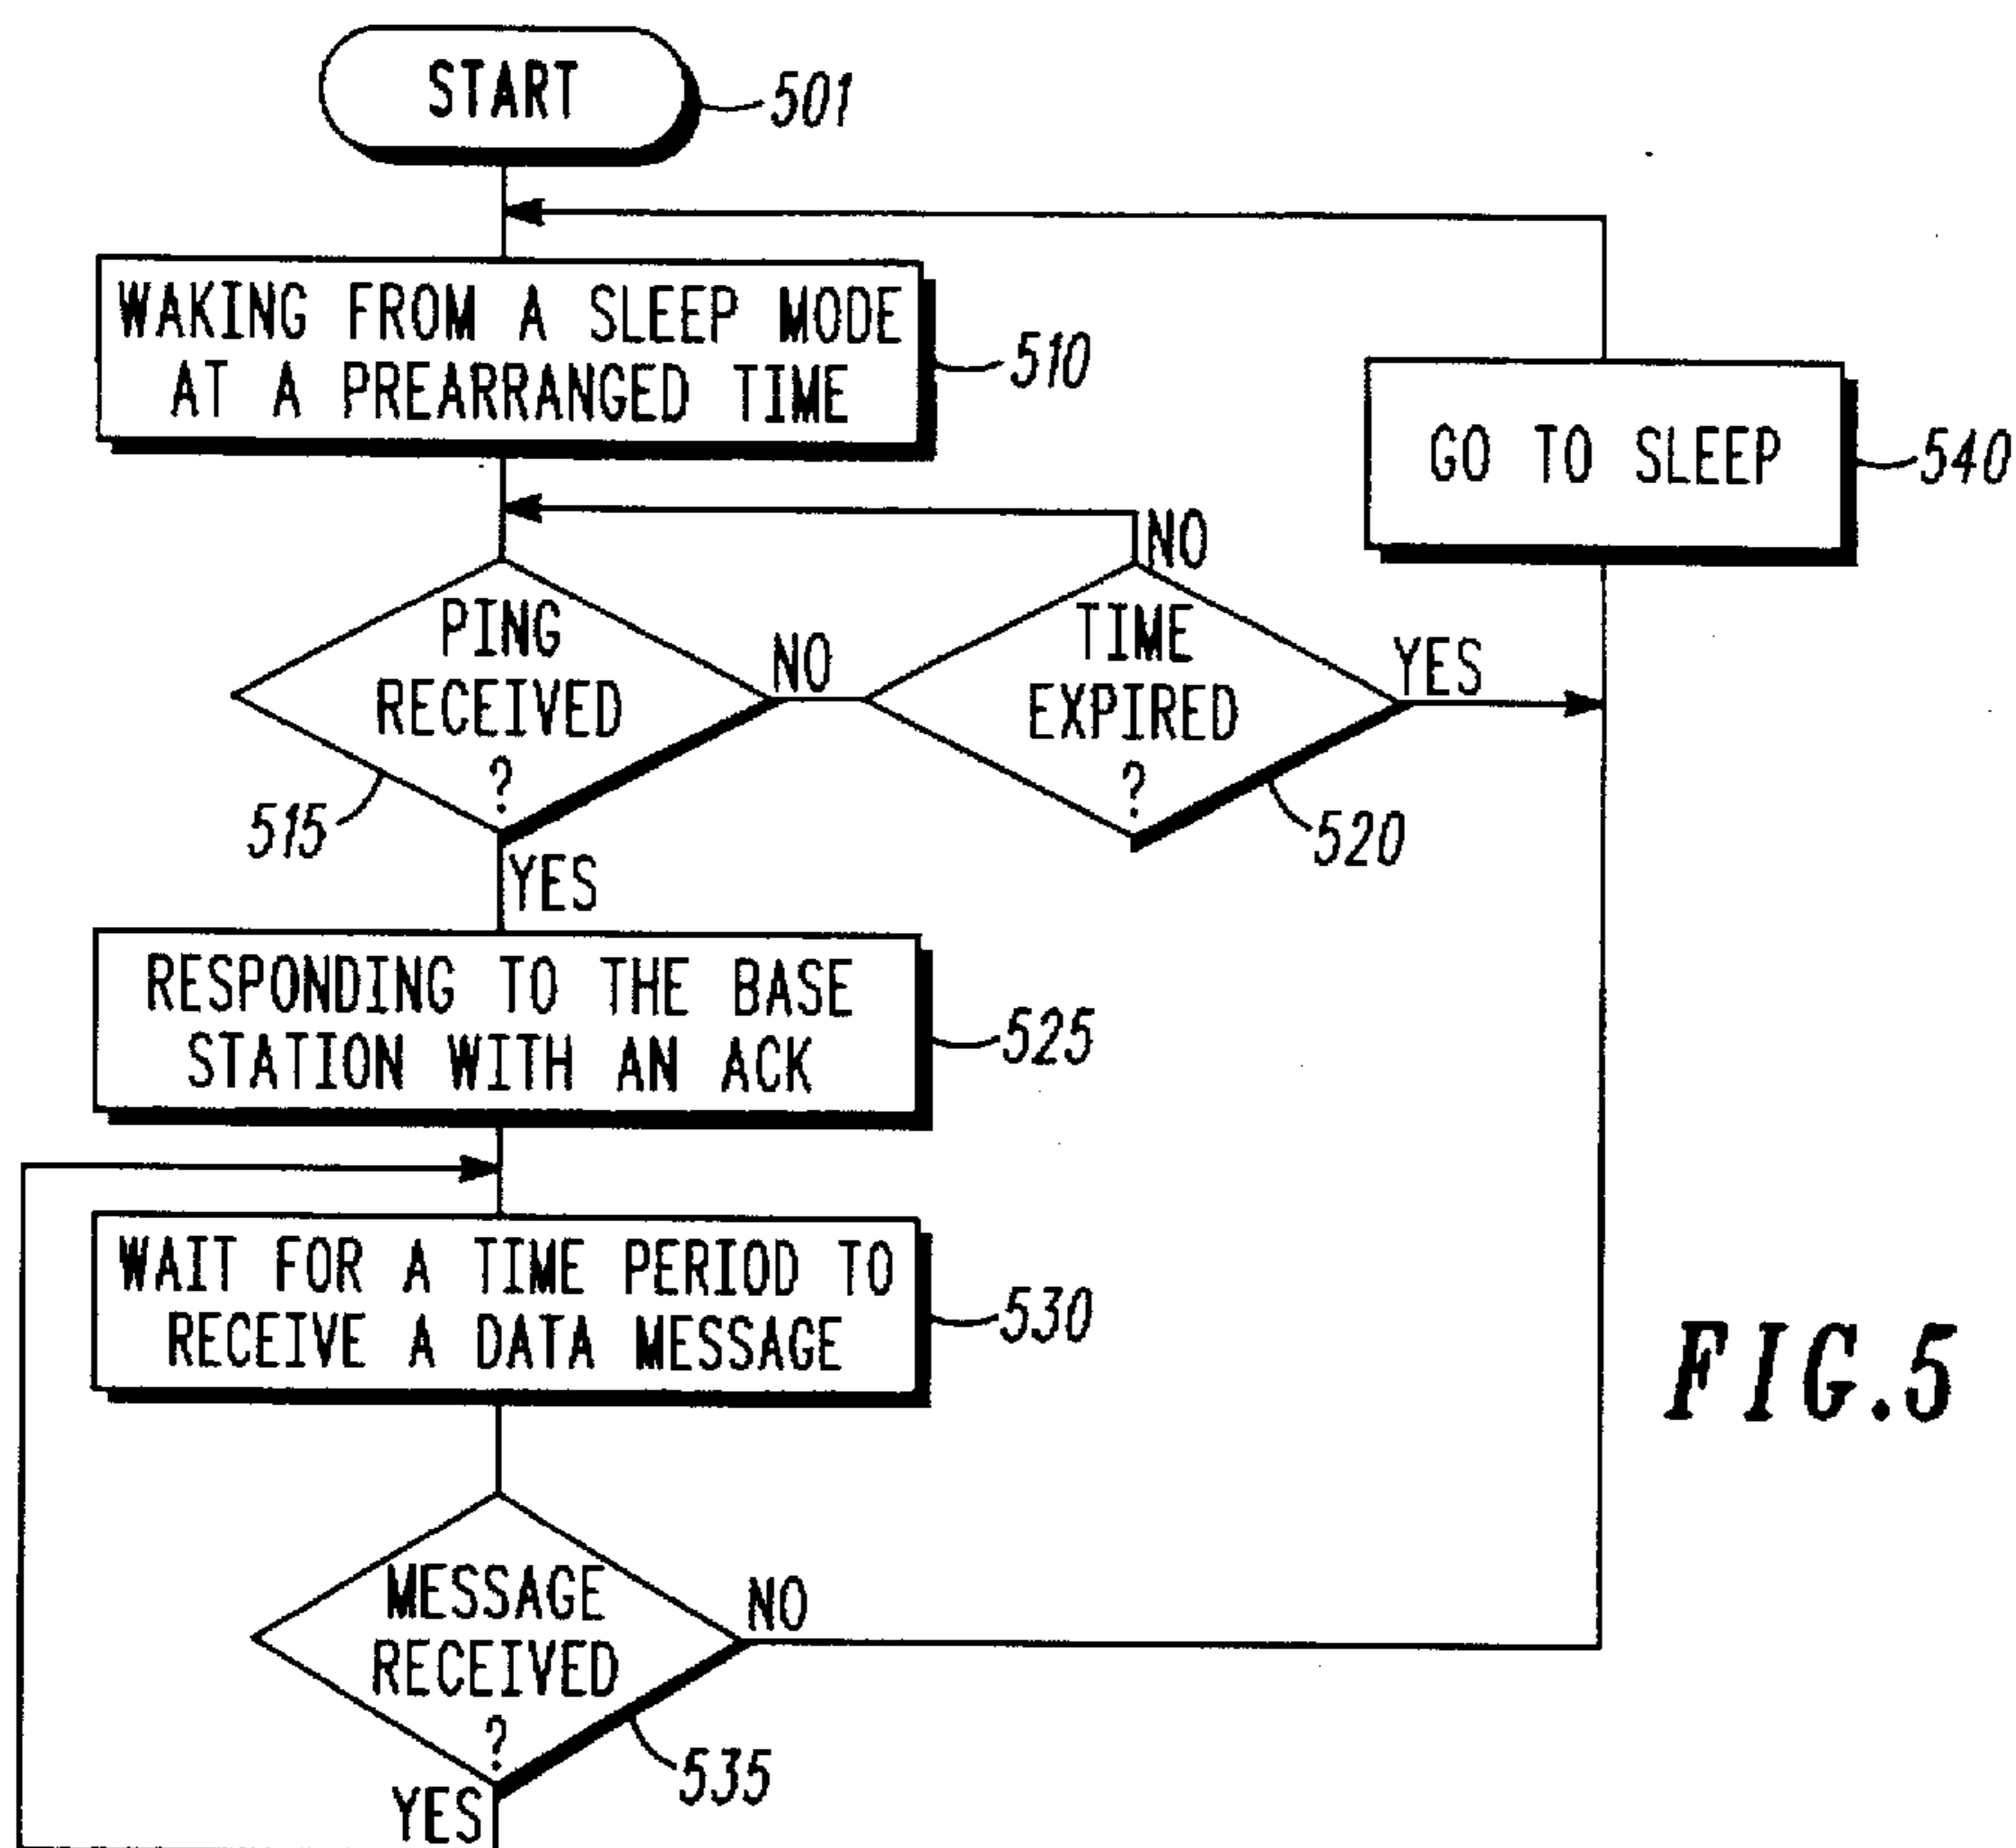 START
501
WAKING FROM A SLEEP MODE
AT A PREARRANGED TIME
510
GO TO SLEEP
540
PING
RECEIVED
?
515
NO
YES
TIME
EXPIRED
?
520
NO
YES
RESPONDING TO THE BASE
STATION WITH AN ACK
525
WAIT FOR A TIME PERIOD TO
RECEIVE A DATA MESSAGE
530
MESSAGE
RECEIVED
?
535
NO
YES
FIG.5